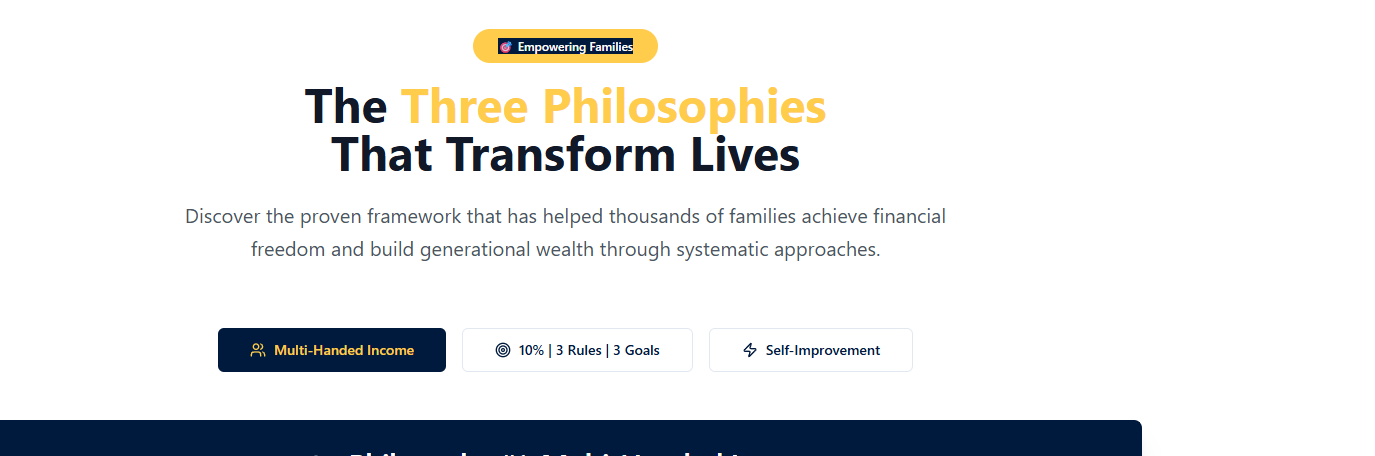 🎯 Empowering Families
The Three Philosophies
That Transform Lives
Discover the proven framework that has helped thousands of families achieve financial
freedom and build generational wealth through systematic approaches.
Multi-Handed Income
10% | 3 Rules | 3 Goals
Self-Improvement